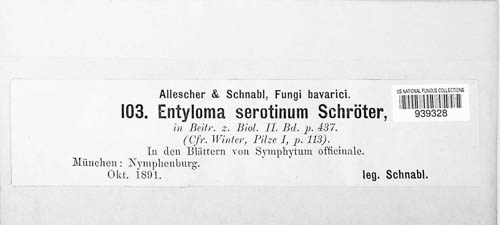 Allescher & Schnabl, Fungi bavarici.
103. Entyloma serotinum Schröter,
in Beitr. z. Biol. II. Bd. p. 437.
(Cfr. Winter, Pilze I, p. 113).
In den Blättern von Symphytum officinale.
München: Nymphenburg.
Okt. 1891.
leg. Schnabl.
US NATIONAL FUNGUS COLLECTIONS
939328